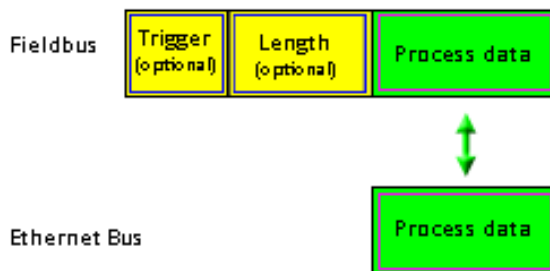 Fieldbus
Trigger
(optional)
Length
(optional)
Process data
Ethernet Bus
Process data